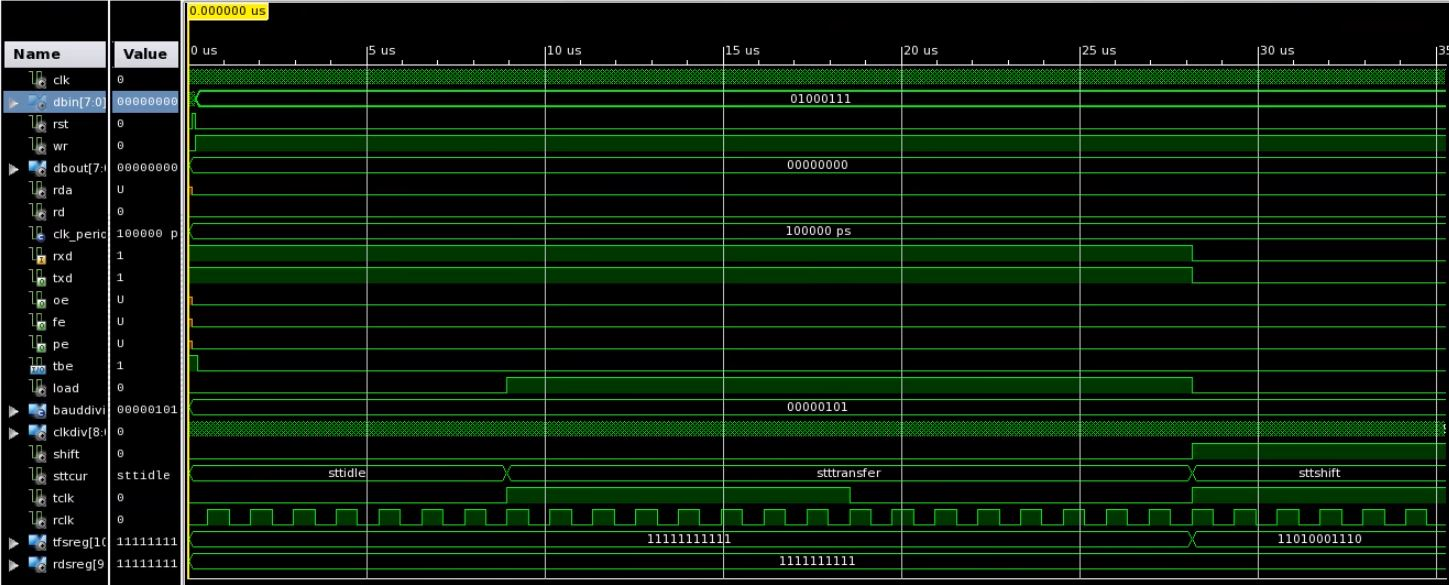 0.000000 us
Name Value 0 us 5 us 10 us 15 us 20 us 25 us 30 us 35
clk 0
dbin[7:0] 00000000 01000111
rst 0
wr 0
dbout[7: 00000000 00000000
rda U
rd 0
clk_peric 100000 p 100000 ps
rxd 1
txd 1
oe U
fe U
pe U
tbe 1
load 0
bauddivi 00000101 00000101
clkdiv[8: 0
shift 0
sttcur sttidle sttidle stttransfer sttshift
tclk 0
rclk 0
tfsreg[10 11111111 11111111111 11010001110
rdsreg[9 11111111 1111111111